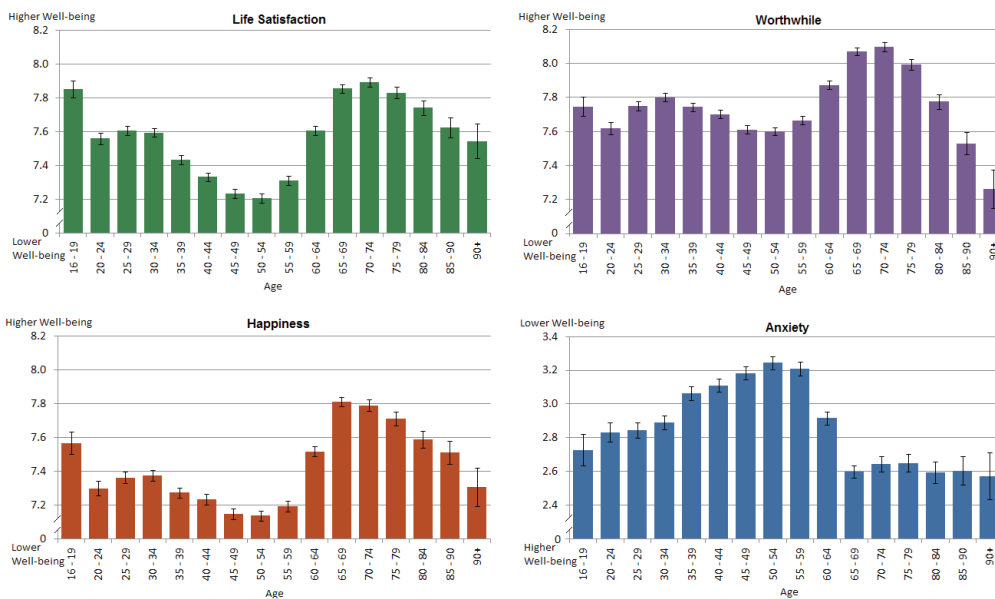 Higher Well-being
Life Satisfaction
8.2
8.0
7.8
7.6
7.4
7.2
0
Lower
Well-being
16 - 19
20 - 24
25 - 29
30 - 34
35 - 39
40 - 44
45 - 49
50 - 54
55 - 59
60 - 64
65 - 69
70 - 74
75 - 79
80 - 84
85 - 90
90+
Age
Higher Well-being
Worthwhile
8.2
8.0
7.8
7.6
7.4
7.2
0
Lower
Well-being
16 - 19
20 - 24
25 - 29
30 - 34
35 - 39
40 - 44
45 - 49
50 - 54
55 - 59
60 - 64
65 - 69
70 - 74
75 - 79
80 - 84
85 - 90
90+
Age
Higher Well-being
Happiness
8.2
8.0
7.8
7.6
7.4
7.2
0
Lower
Well-being
16 - 19
20 - 24
25 - 29
30 - 34
35 - 39
40 - 44
45 - 49
50 - 54
55 - 59
60 - 64
65 - 69
70 - 74
75 - 79
80 - 84
85 - 90
90+
Age
Lower Well-being
Anxiety
3.4
3.2
3.0
2.8
2.6
2.4
0
Higher
Well-being
16 - 19
20 - 24
25 - 29
30 - 34
35 - 39
40 - 44
45 - 49
50 - 54
55 - 59
60 - 64
65 - 69
70 - 74
75 - 79
80 - 84
85 - 90
90+
Age